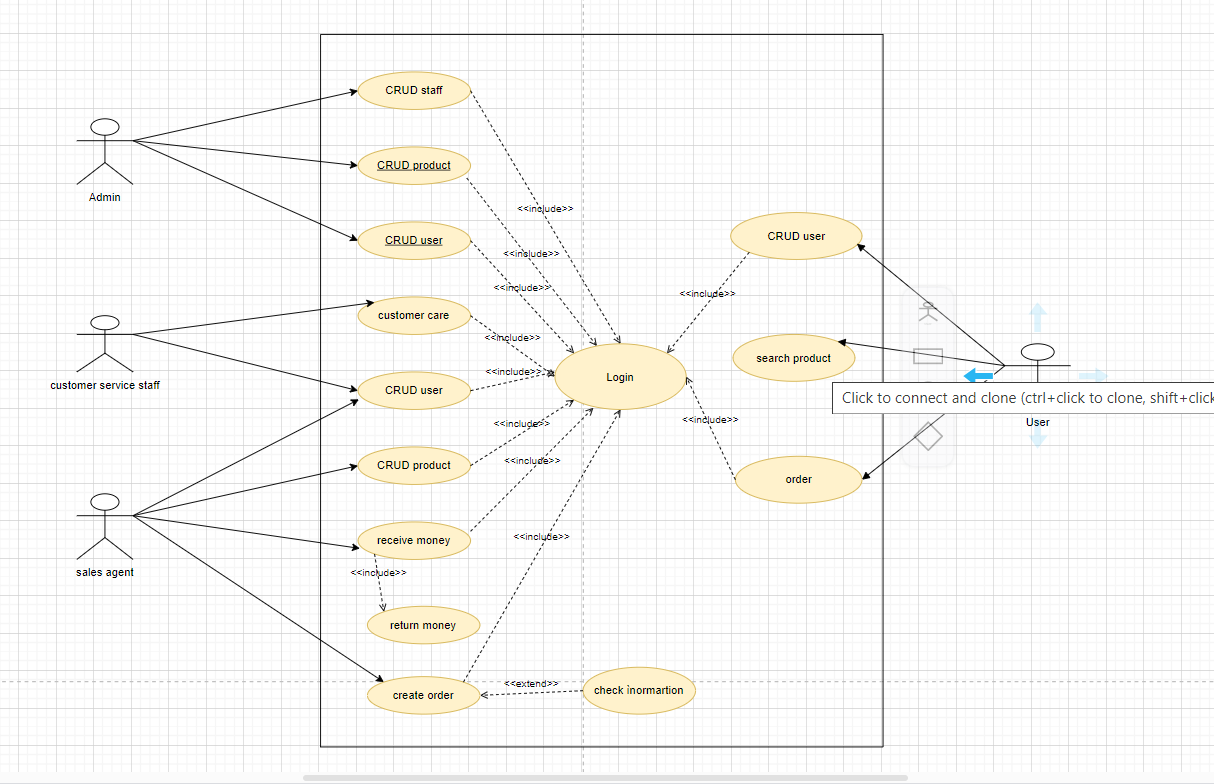 CRUD staff
CRUD product
Admin
<<include>>
CRUD user
CRUD user
<<include>>
<<include>>
<<include>>
customer care
<<include>>
search product
customer service staff
<<include>>
Login
CRUD user
Click to connect and clone (ctrl+click to clone, shift+click
<<include>>
<<include>>
User
CRUD product
<<include>>
order
receive money
<<include>>
sales agent
<<include>>
return money
<<extend>>
create order
check inormartion